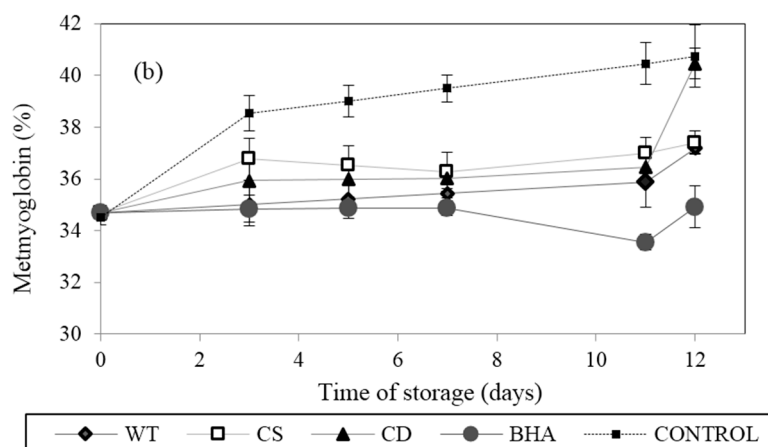 42
40
38
36
34
32
30
Metmyoglobin (%)
(b)
0 2 4 6 8 10 12
Time of storage (days)
WT CS CD BHA CONTROL